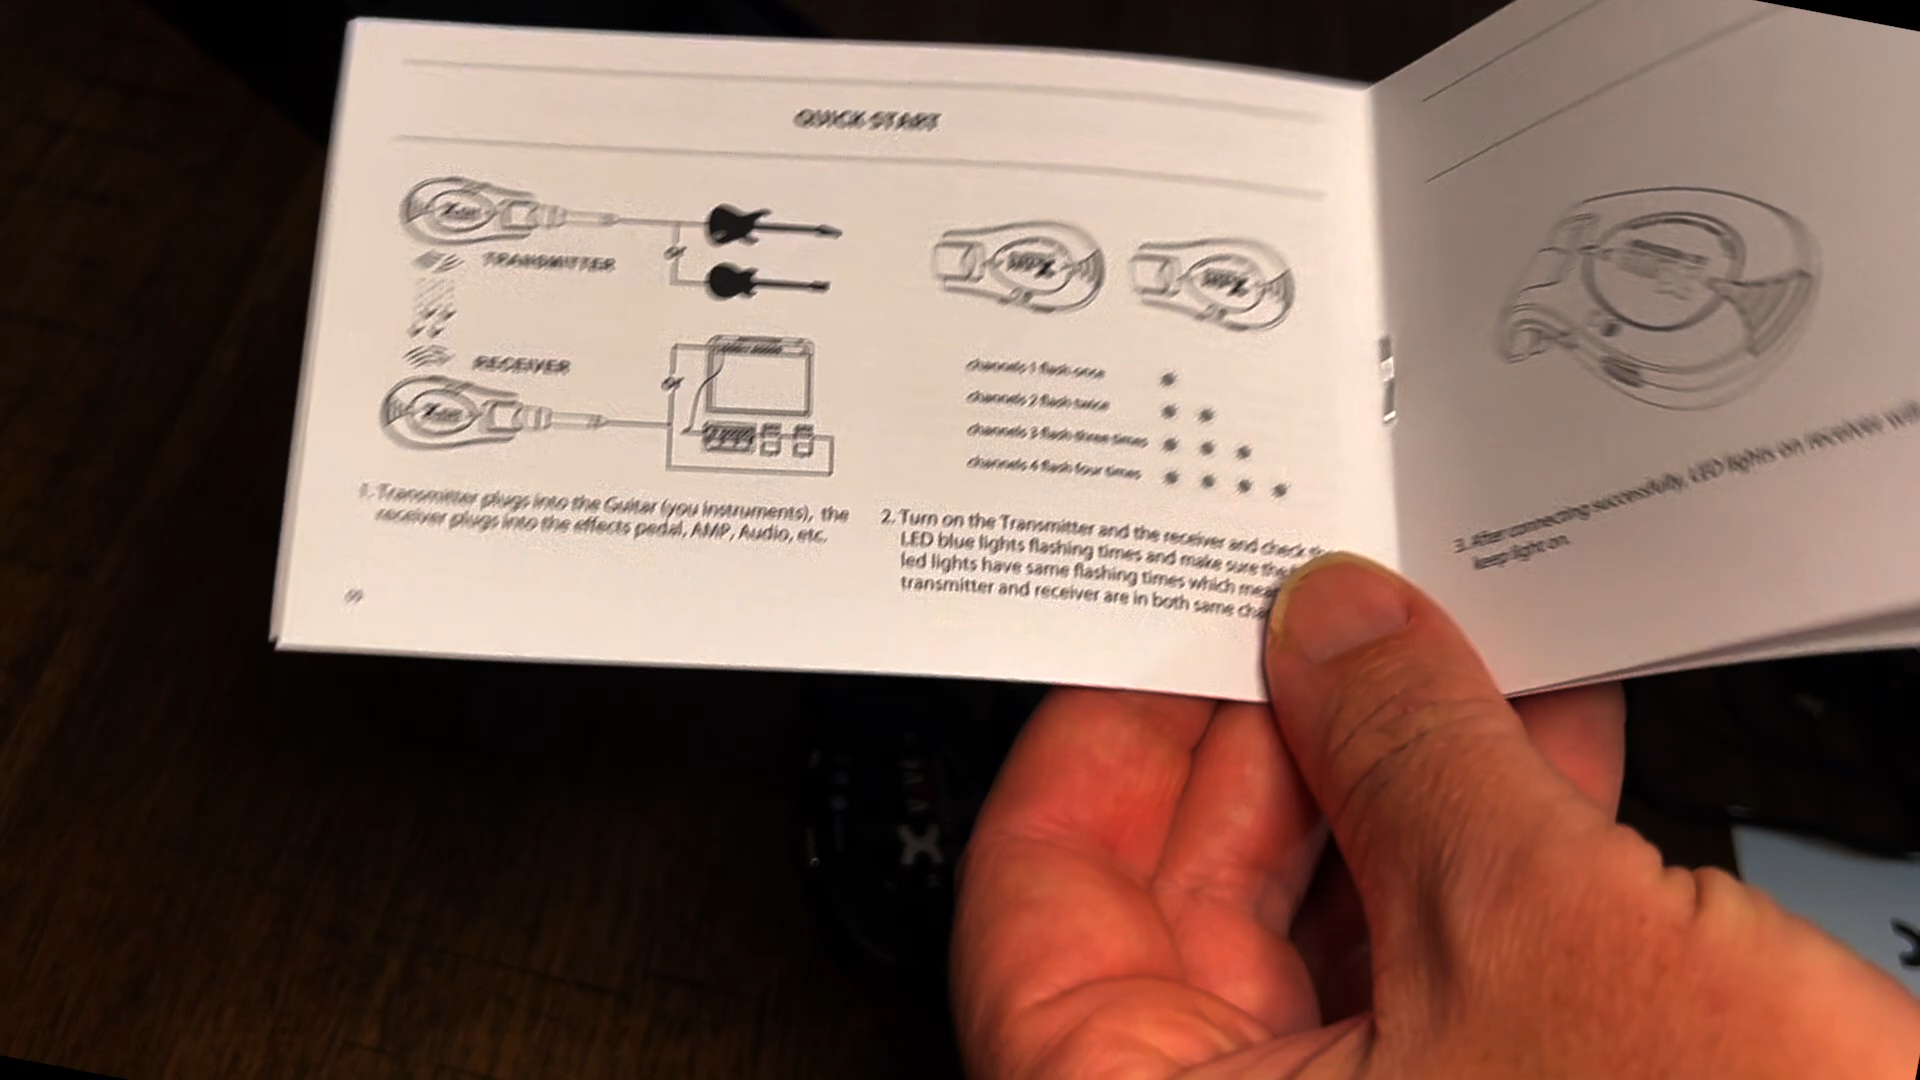 QUICK START
TRANSMITTER
or
RECEIVER
or
1. Transmitter plugs into the Guitar (you instruments), the
receiver plugs into the effects pedal, AMP, Audio, etc.
channels 1 flash once
channels 2 flash twice
channels 3 flash three times
channels 4 flash four times
2. Turn on the Transmitter and the receiver and check
LED blue lights flashing times and make sure the
led lights have same flashing times which
transmitter and receiver are in both same
3. After connecting successfully, LED lights on receiver will
keep light on.
X